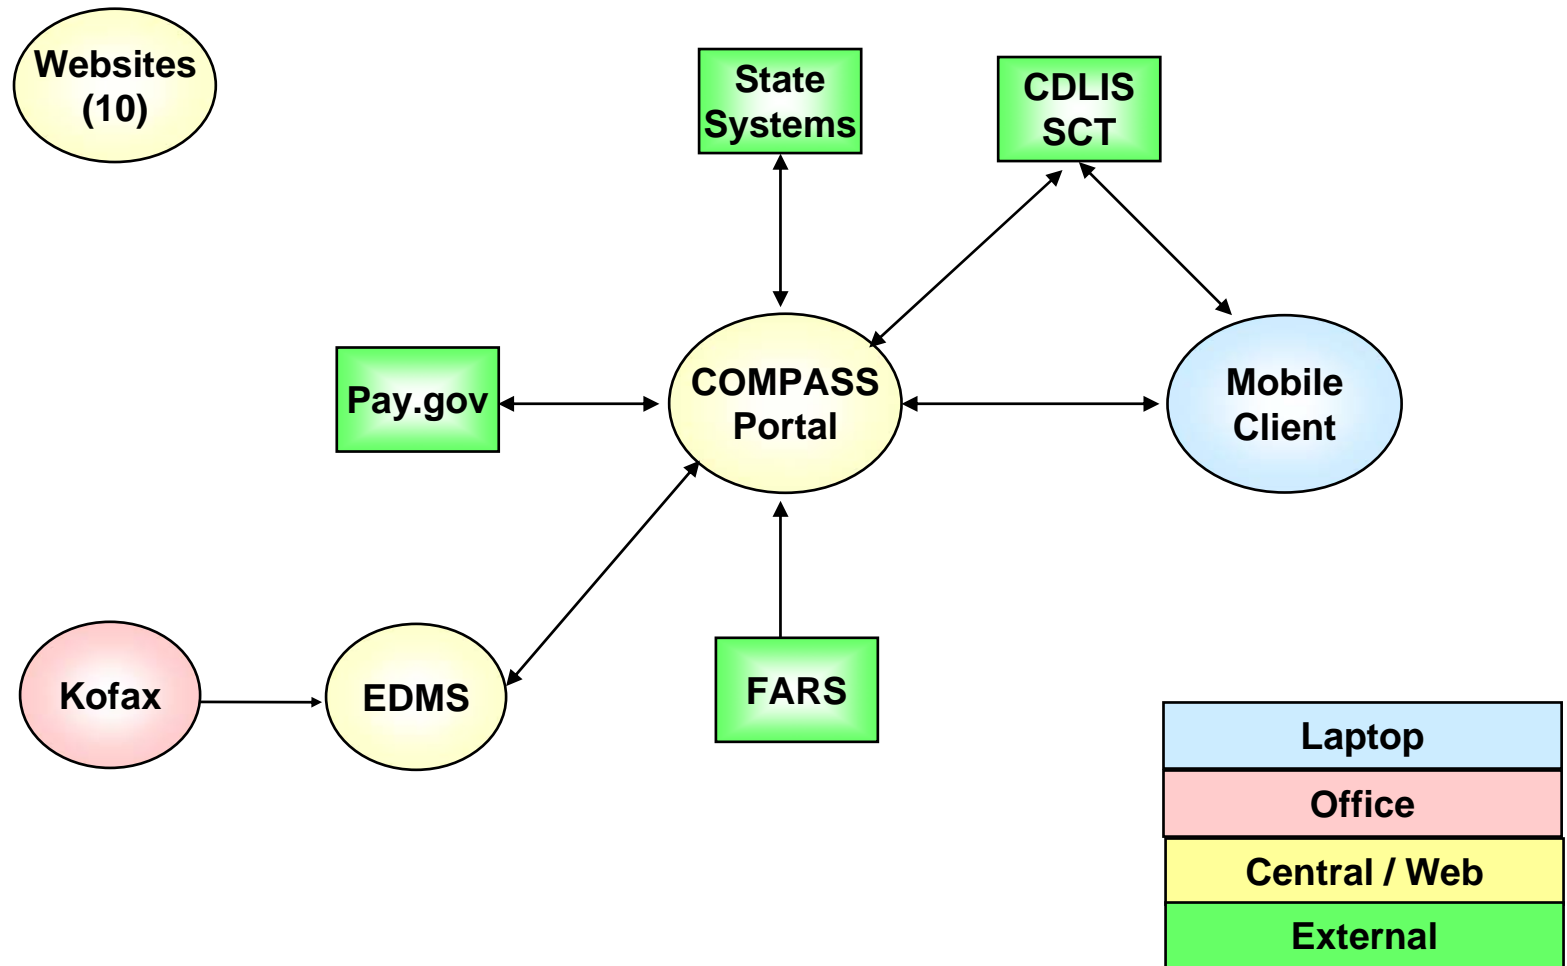 Websites
(10)
State
Systems
CDLIS
SCT
Pay.gov
COMPASS
Portal
Mobile
Client
Kofax
EDMS
FARS
Laptop
Office
Central / Web
External